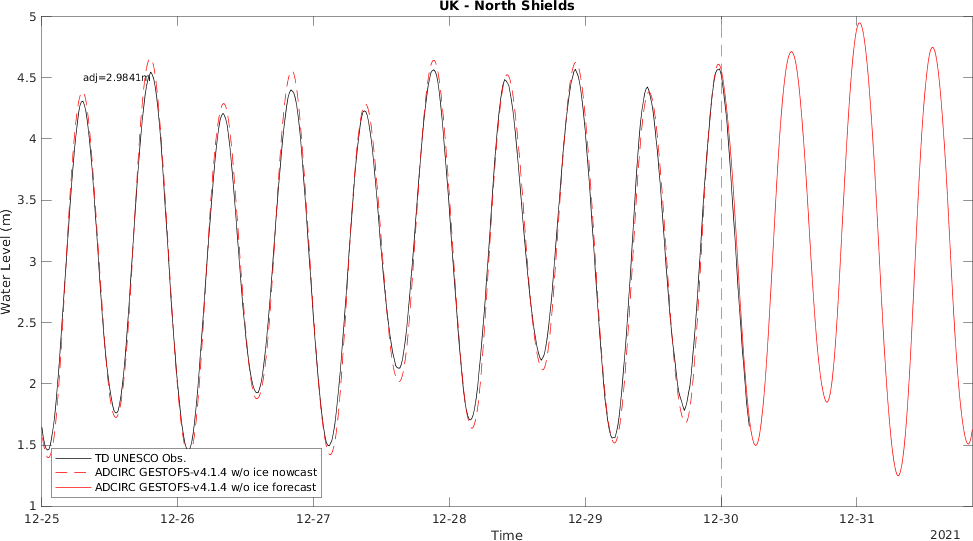 UK - North Shields
5
4.5
4
3.5
3
2.5
2
1.5
1
Water Level (m)
adj=2.9841m
TD UNESCO Obs.
ADCIRC GESTOFS-v4.1.4 w/o ice nowcast
ADCIRC GESTOFS-v4.1.4 w/o ice forecast
12-25 12-26 12-27 12-28 12-29 12-30 12-31
Time
2021